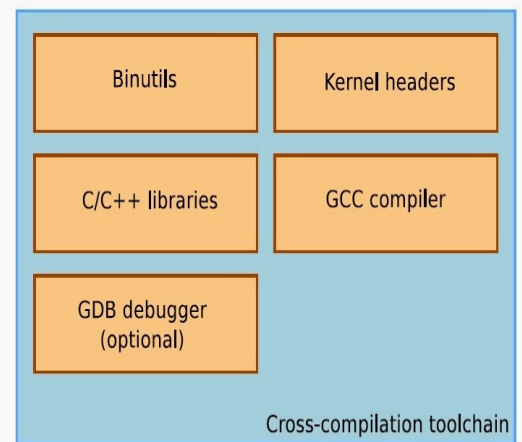 Binutils
Kernel headers
C/C++ libraries
GCC compiler
GDB debugger
(optional)
Cross-compilation toolchain